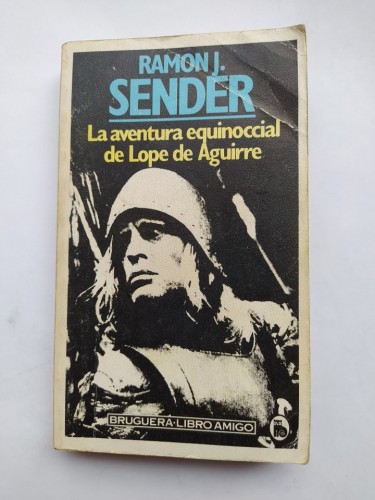 RAMON J.
SENDER
La aventura equinoccial
de Lope de Aguirre
BRUGUERA·LIBRO AMIGO